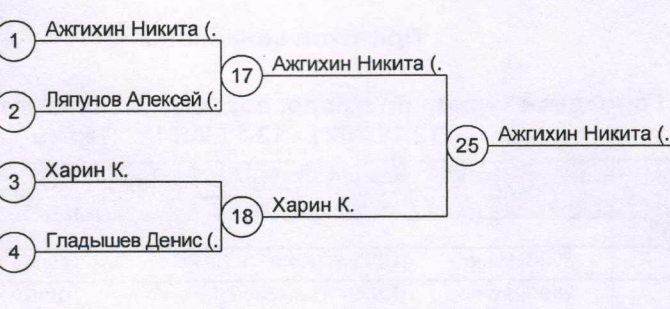 1 Ажгихин Никита (.
17 Ажгихин Никита (.
2 Ляпунов Алексей (.
25 Ажгихин Никита (.
3 Харин К.
18 Харин К.
4 Гладышев Денис (.